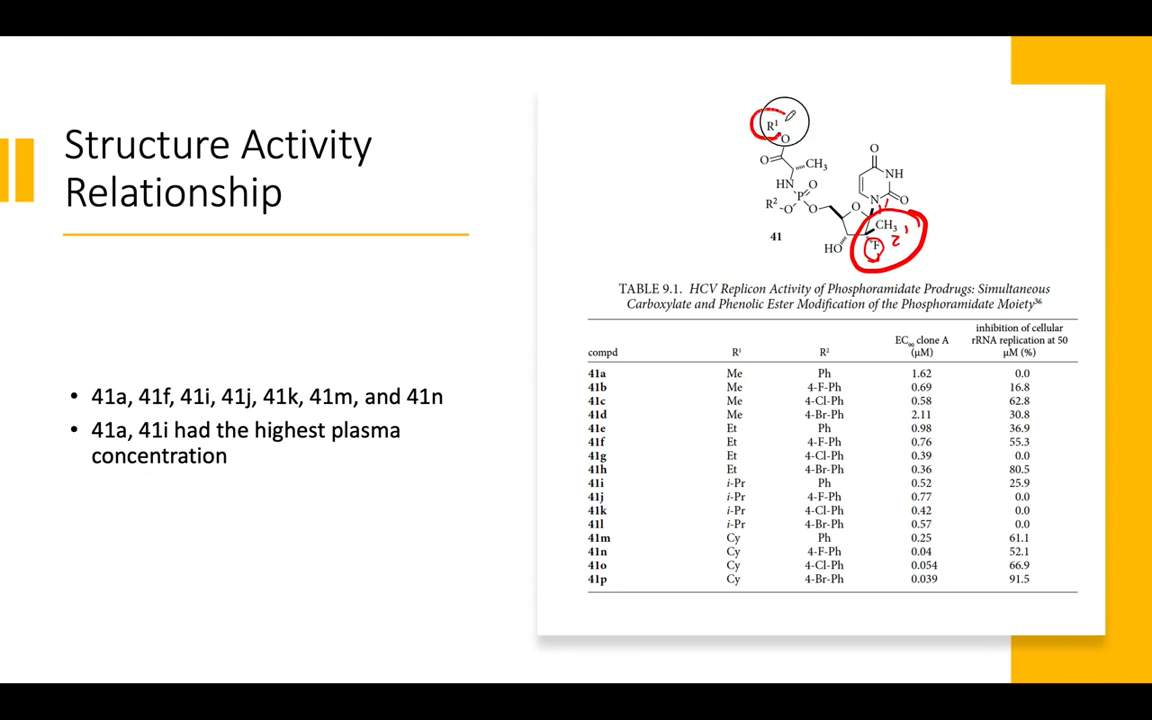 Structure Activity
Relationship
• 41a, 41f, 41i, 41j, 41k, 41m, and 41n
• 41a, 41i had the highest plasma
concentration
R¹
O
O
CH₃
HN
O
P
R²
O
O
O
O
NH
N
O
CH₃
F
HO
2'
41
TABLE 9.1. HCV Replicon Activity of Phosphoramidate Prodrugs: Simultaneous
Carboxylate and Phenolic Ester Modification of the Phosphoramidate Moiety³⁶
compd R¹ R² EC₉₀ clone A (μM) inhibition of cellular rRNA replication at 50 μM (%)
41a Me Ph 1.62 0.0
41b Me 4-F-Ph 0.69 16.8
41c Me 4-Cl-Ph 0.58 62.8
41d Me 4-Br-Ph 2.11 30.8
41e Et Ph 0.98 36.9
41f Et 4-F-Ph 0.76 55.3
41g Et 4-Cl-Ph 0.39 0.0
41h Et 4-Br-Ph 0.36 80.5
41i i-Pr Ph 0.52 25.9
41j i-Pr 4-F-Ph 0.77 0.0
41k i-Pr 4-Cl-Ph 0.42 0.0
41l i-Pr 4-Br-Ph 0.57 0.0
41m Cy Ph 0.25 61.1
41n Cy 4-F-Ph 0.04 52.1
41o Cy 4-Cl-Ph 0.054 66.9
41p Cy 4-Br-Ph 0.039 91.5